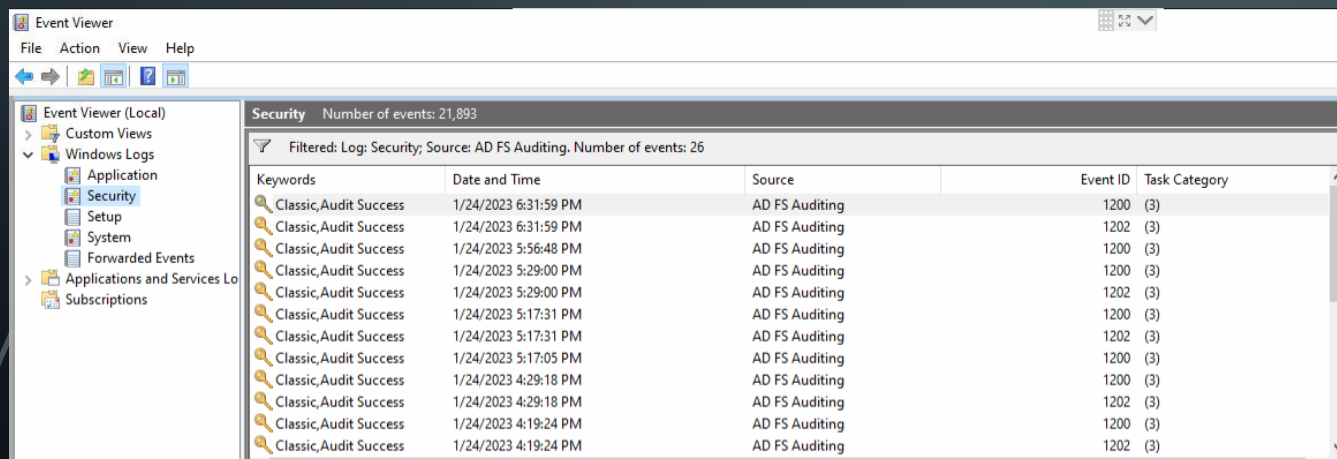 Event Viewer
File Action View Help
Event Viewer (Local)
Custom Views
Windows Logs
Application
Security
Setup
System
Forwarded Events
Applications and Services Lo
Subscriptions
Security Number of events: 21,893
Filtered: Log: Security; Source: AD FS Auditing. Number of events: 26
Keywords Date and Time Source Event ID Task Category
Classic,Audit Success 1/24/2023 6:31:59 PM AD FS Auditing 1200 (3)
Classic,Audit Success 1/24/2023 6:31:59 PM AD FS Auditing 1202 (3)
Classic,Audit Success 1/24/2023 5:56:48 PM AD FS Auditing 1200 (3)
Classic,Audit Success 1/24/2023 5:29:00 PM AD FS Auditing 1200 (3)
Classic,Audit Success 1/24/2023 5:29:00 PM AD FS Auditing 1202 (3)
Classic,Audit Success 1/24/2023 5:17:31 PM AD FS Auditing 1200 (3)
Classic,Audit Success 1/24/2023 5:17:31 PM AD FS Auditing 1202 (3)
Classic,Audit Success 1/24/2023 5:17:05 PM AD FS Auditing 1200 (3)
Classic,Audit Success 1/24/2023 4:29:18 PM AD FS Auditing 1200 (3)
Classic,Audit Success 1/24/2023 4:29:18 PM AD FS Auditing 1202 (3)
Classic,Audit Success 1/24/2023 4:19:24 PM AD FS Auditing 1200 (3)
Classic,Audit Success 1/24/2023 4:19:24 PM AD FS Auditing 1202 (3)